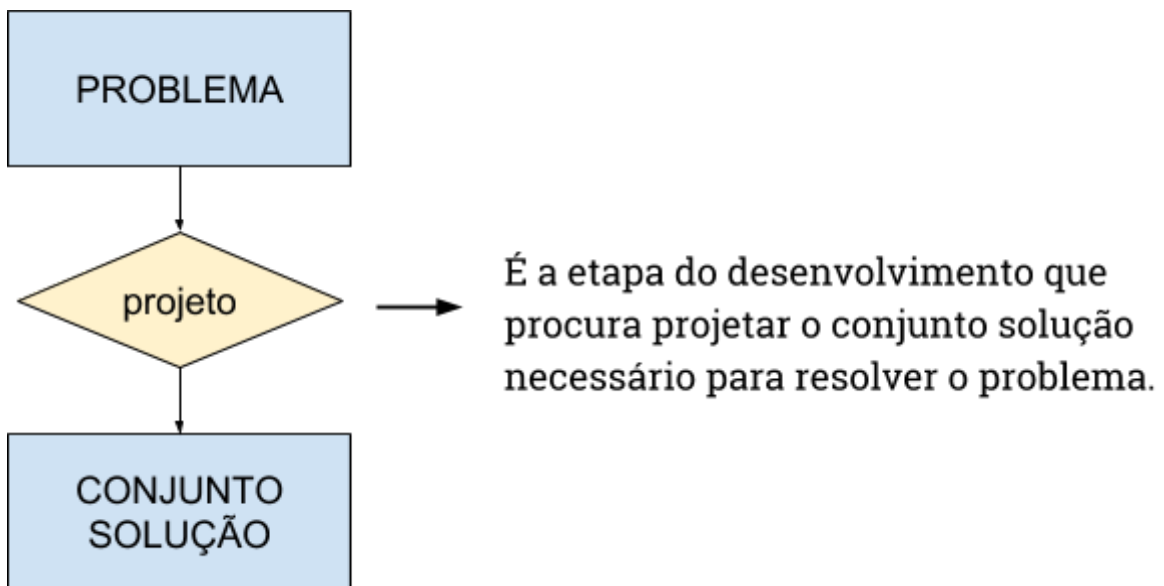 PROBLEMA
projeto
É a etapa do desenvolvimento que
procura projetar o conjunto solução
necessário para resolver o problema.
CONJUNTO
SOLUÇÃO